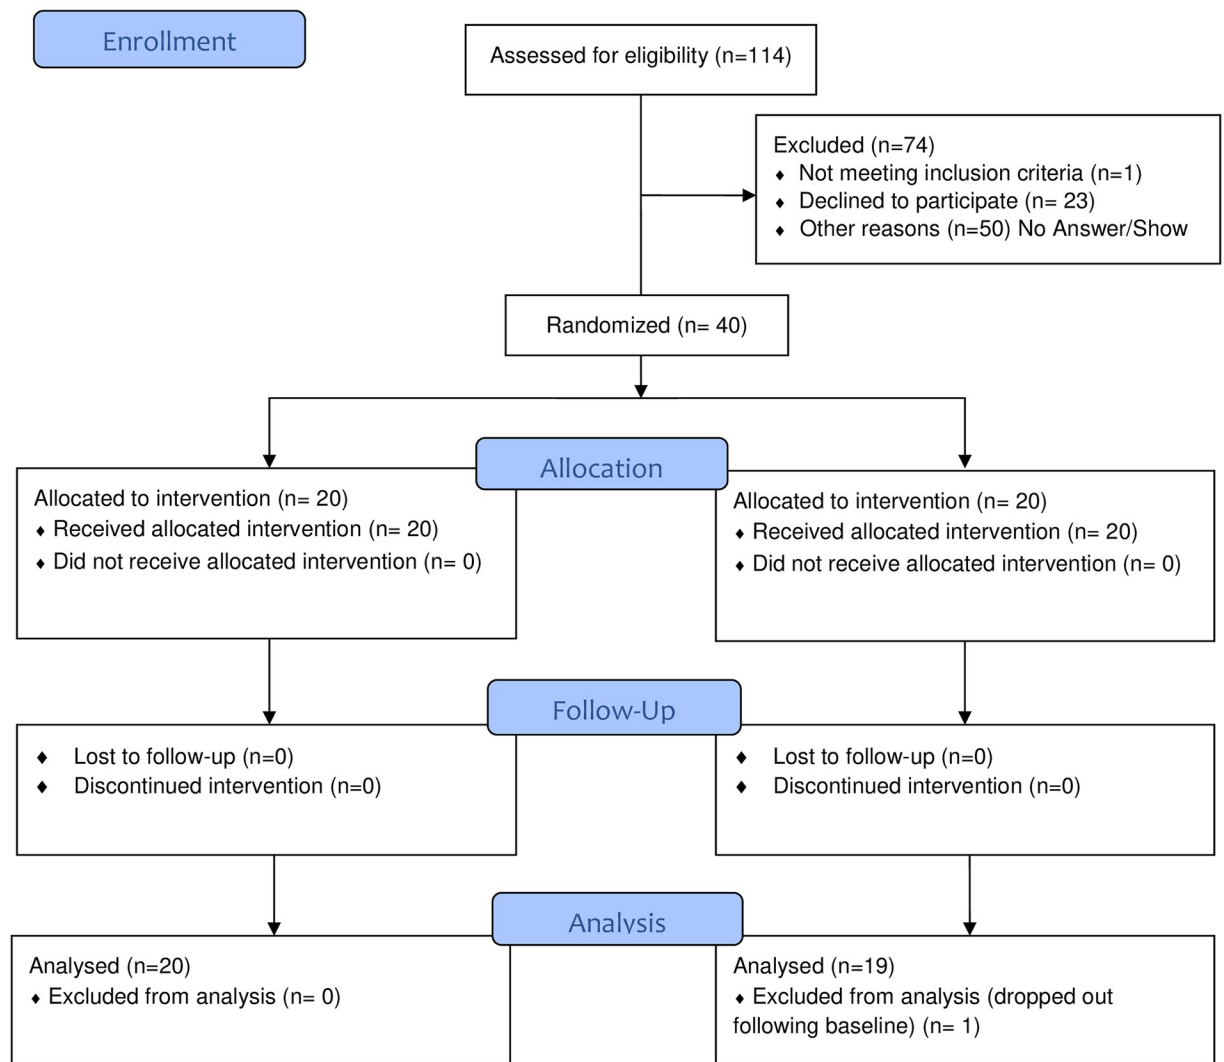 Enrollment
Assessed for eligibility (n=114)
Excluded (n=74)
♦ Not meeting inclusion criteria (n=1)
♦ Declined to participate (n= 23)
♦ Other reasons (n=50) No Answer/Show
Randomized (n= 40)
Allocation
Allocated to intervention (n= 20)
♦ Received allocated intervention (n= 20)
♦ Did not receive allocated intervention (n= 0)
Allocated to intervention (n= 20)
♦ Received allocated intervention (n= 20)
♦ Did not receive allocated intervention (n= 0)
Follow-Up
♦ Lost to follow-up (n=0)
♦ Discontinued intervention (n=0)
♦ Lost to follow-up (n=0)
♦ Discontinued intervention (n=0)
Analysis
Analysed (n=20)
♦ Excluded from analysis (n= 0)
Analysed (n=19)
♦ Excluded from analysis (dropped out
following baseline) (n= 1)